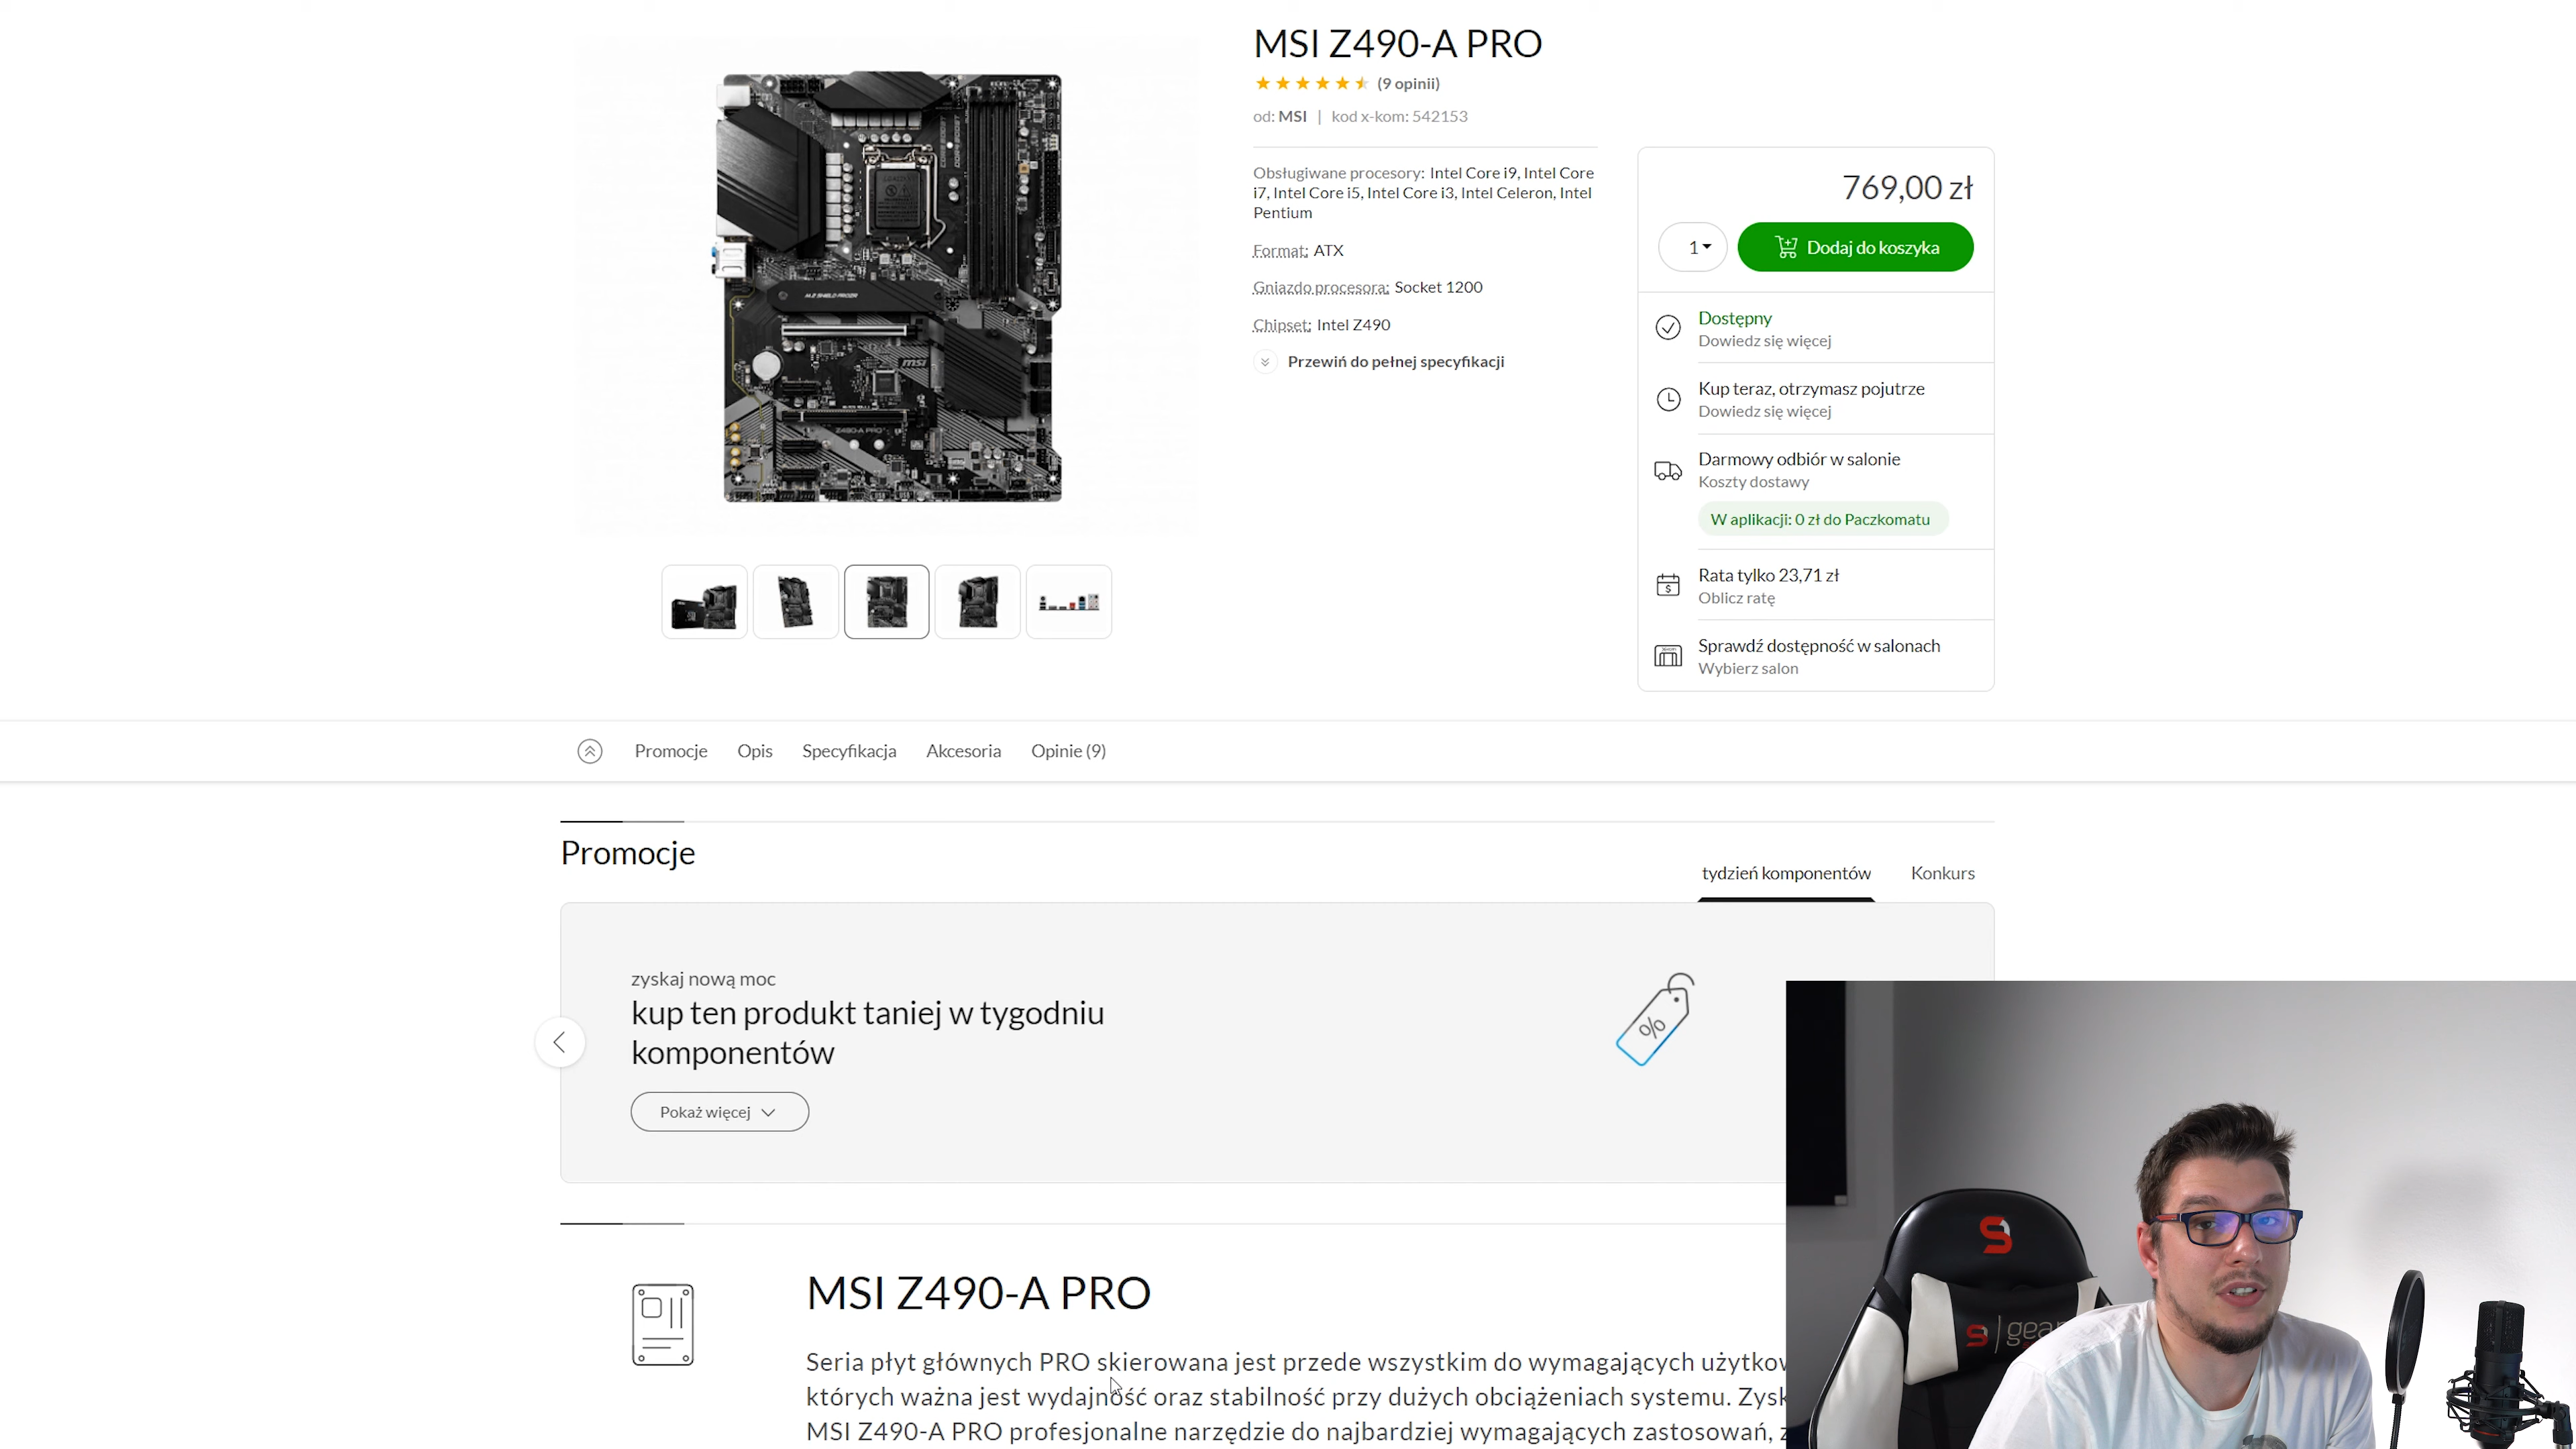 MSI Z490-A PRO
(9 opinii)
od: MSI | kod x-kom: 542153
Obsługiwane procesory: Intel Core i9, Intel Core
i7, Intel Core i5, Intel Core i3, Intel Celeron, Intel
Pentium
Format: ATX
Gniazdo procesora: Socket 1200
Chipset: Intel Z490
Przewiń do pełnej specyfikacji
769,00 zł
1
Dodaj do koszyka
Dostępny
Dowiedz się więcej
Kup teraz, otrzymasz pojutrze
Dowiedz się więcej
Darmowy odbiór w salonie
Koszty dostawy
W aplikacji: 0 zł do Paczkomatu
Rata tylko 23,71 zł
Oblicz ratę
Sprawdź dostępność w salonach
Wybierz salon
M.2 SHIELD FROZR
msi
Z490-A PRO
Promocje
Opis
Specyfikacja
Akcesoria
Opinie (9)
Promocje
tydzień komponentów
Konkurs
zyskaj nową moc
kup ten produkt taniej w tygodniu
komponentów
Pokaż więcej
%
MSI Z490-A PRO
Seria płyt głównych PRO skierowana jest przede wszystkim do wymagających
których ważna jest wydajność oraz stabilność przy dużych obciążeniach systemu.
MSI Z490-A PRO profesjonalne narzędzie do najbardziej wymagających zastosowań,
S
S | gear